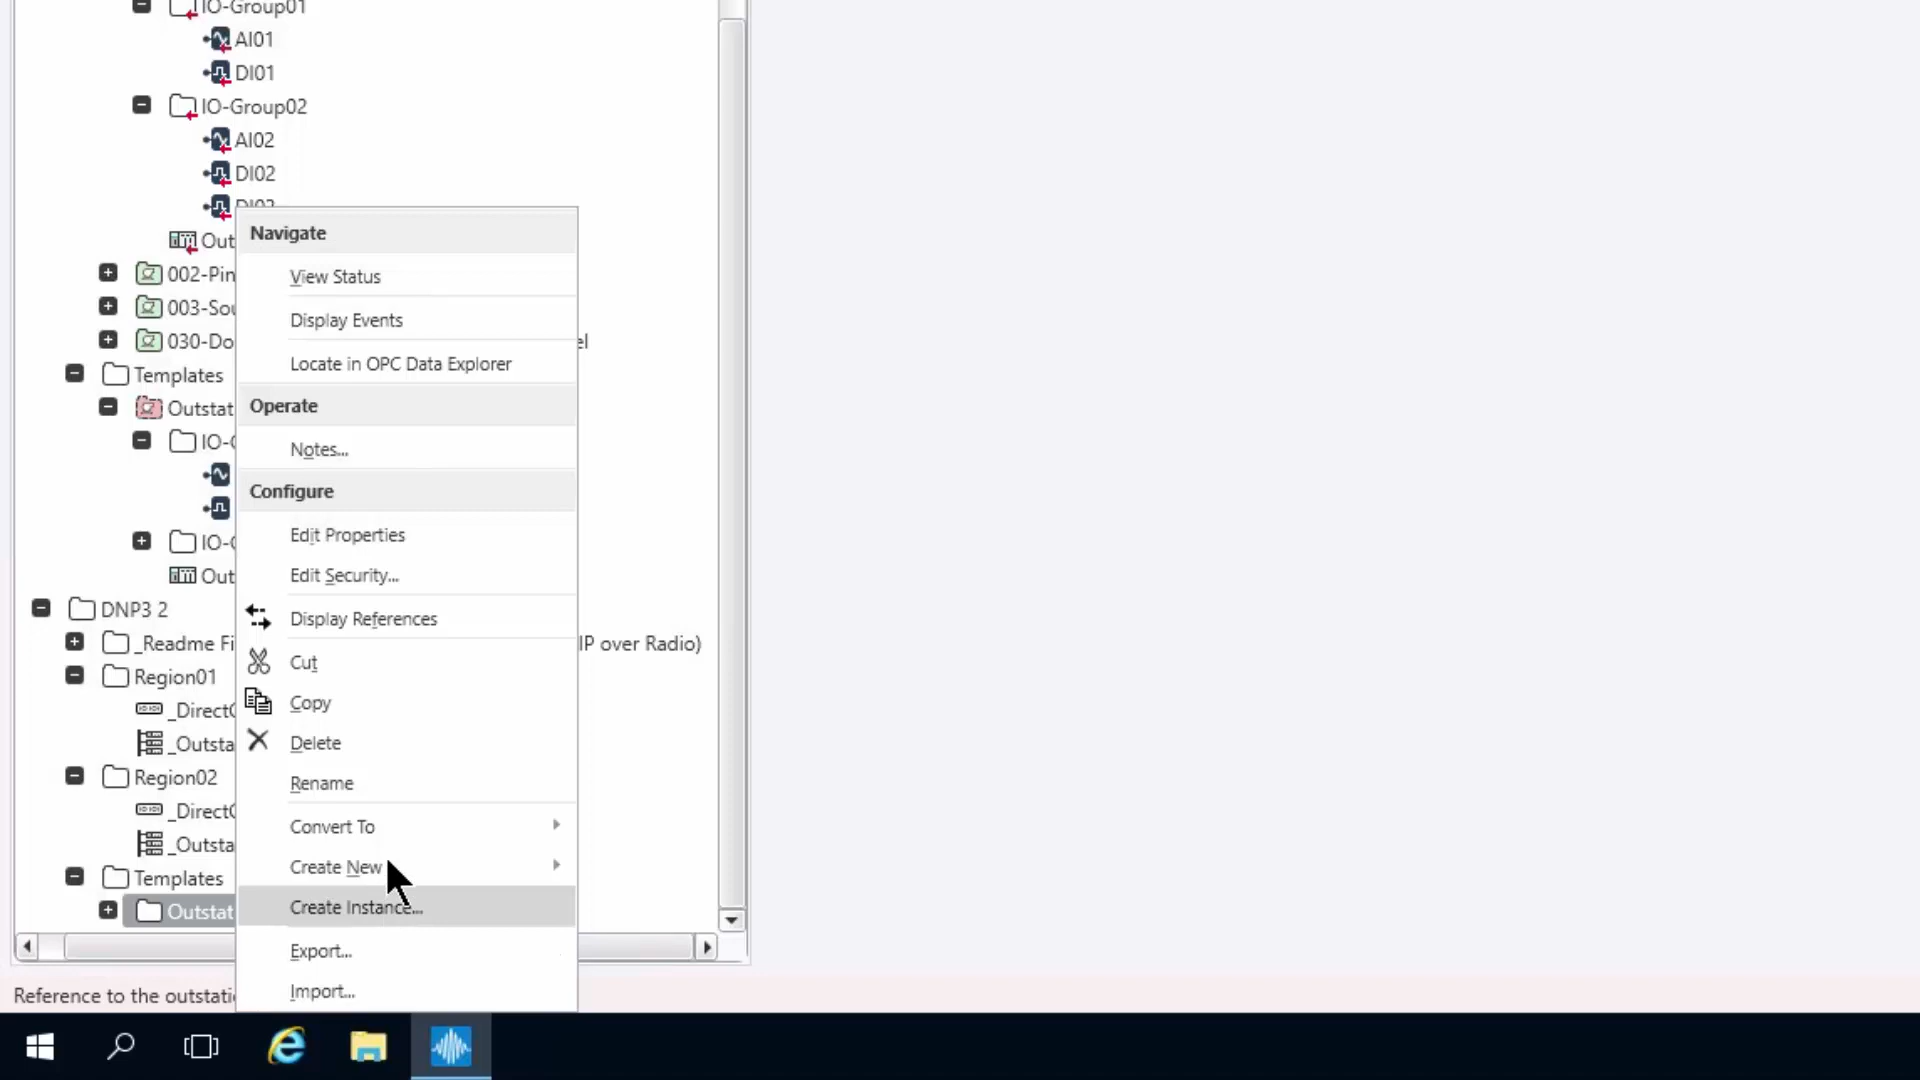 IO-Group01
AI01
DI01
IO-Group02
AI02
DI02
Navigate
Out
View Status
002-Pin
003-Sou
Display Events
030-Do
el
Locate in OPC Data Explorer
Templates
Operate
Outstat
IO-G
Notes...
Configure
Edit Properties
IO-G
Out
Edit Security...
DNP3 2
Display References
_Readme Fi
IP over Radio)
Cut
Region01
_DirectC
Copy
_Outsta
Delete
Region02
Rename
_DirectC
Convert To
_Outsta
Create New
Templates
Outstat
Create Instance...
Export...
Reference to the outstati
Import...